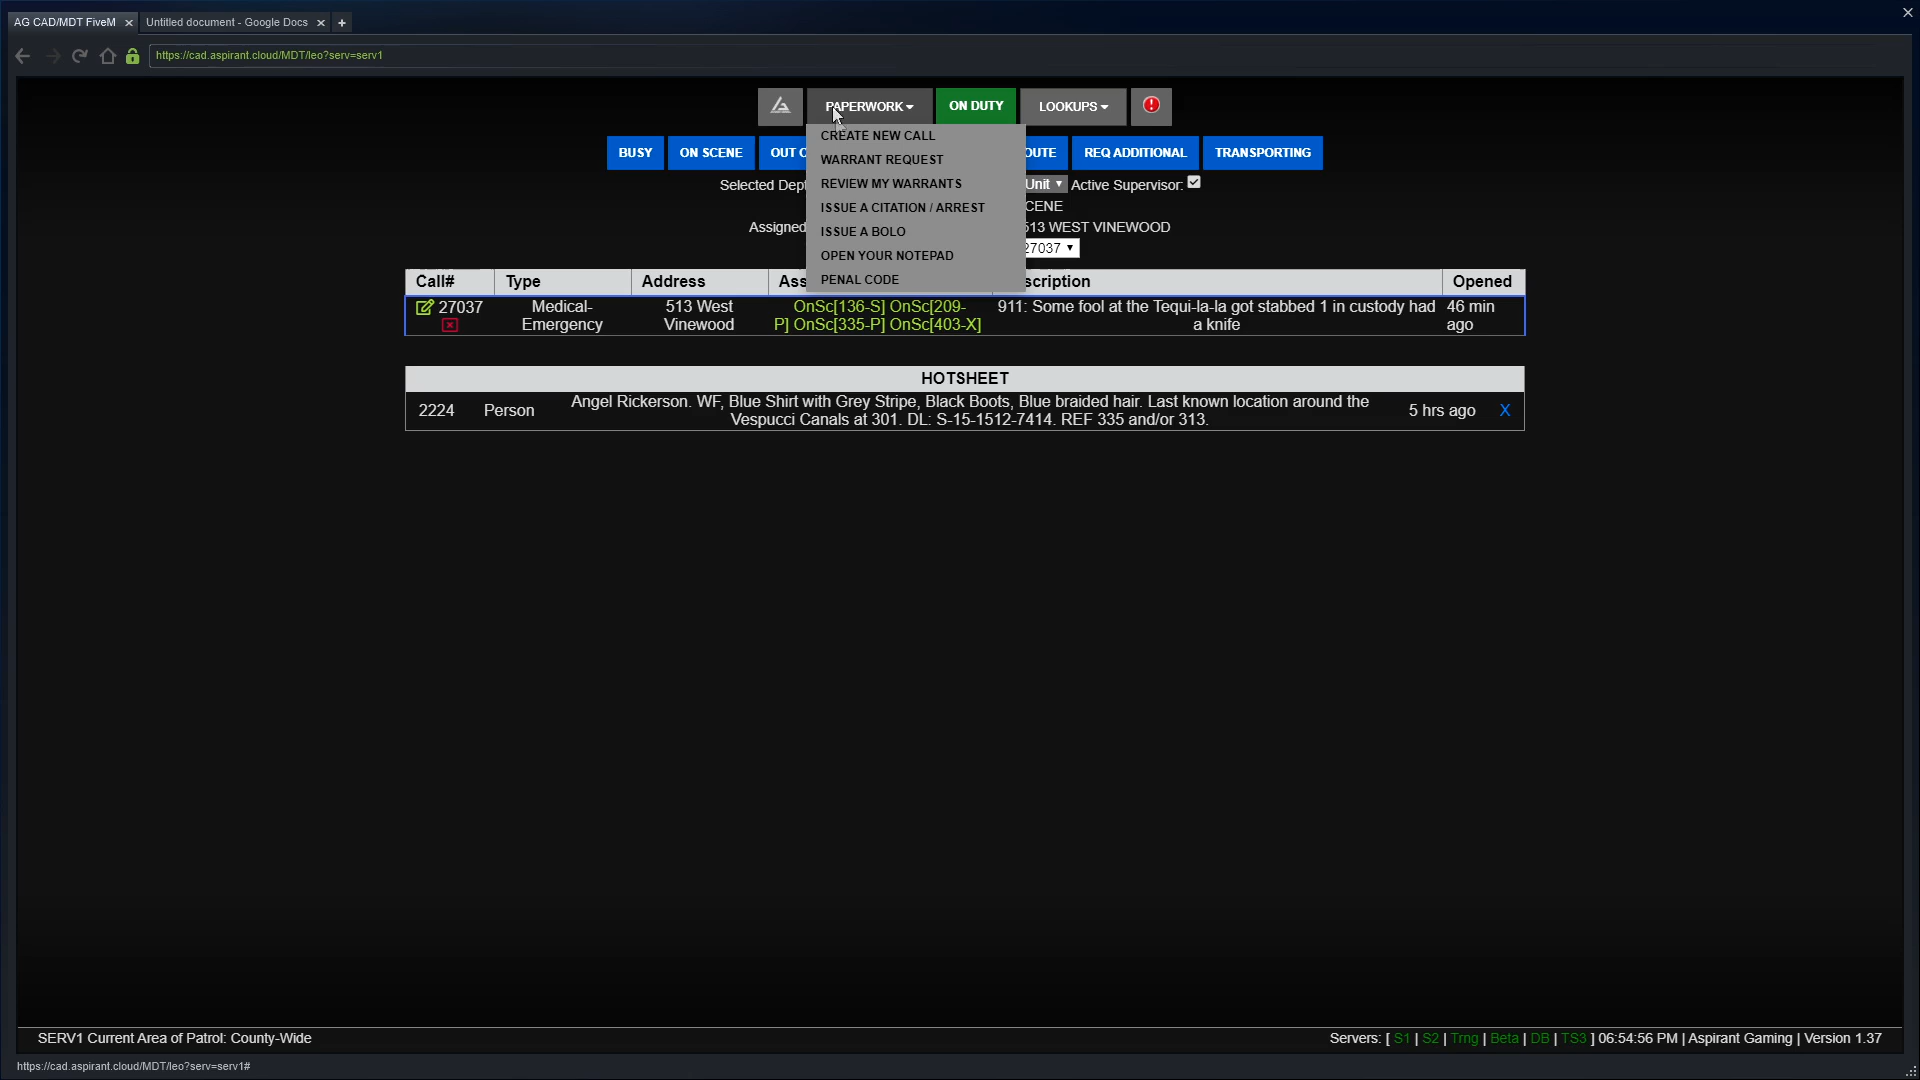 AG CAD/MDT FiveM
Untitled document - Google Docs
https://cad.aspirant.cloud/MDT/leo?serv=serv1
PAPERWORK
ON DUTY
LOOKUPS
CREATE NEW CALL
WARRANT REQUEST
REVIEW MY WARRANTS
ISSUE A CITATION / ARREST
ISSUE A BOLO
OPEN YOUR NOTEPAD
PENAL CODE
BUSY
ON SCENE
OUT
REQ ADDITIONAL
TRANSPORTING
Selected Dept
Unit
Active Supervisor:
CENE
Assigned
513 WEST VINEWOOD
27037
Call# Type Address Ass scription Opened
27037
Medical-
Emergency
513 West
Vinewood
OnSc[136-S] OnSc[209-
P] OnSc[335-P] OnSc[403-X]
911: Some fool at the Tequi-la-la got stabbed 1 in custody had
a knife
46 min
ago
HOTSHEET
2224 Person
Angel Rickerson. WF, Blue Shirt with Grey Stripe, Black Boots, Blue braided hair. Last known location around the
Vespucci Canals at 301. DL: S-15-1512-7414. REF 335 and/or 313.
5 hrs ago X
SERV1 Current Area of Patrol: County-Wide
Servers: [ S1 | S2 | Trng | Beta | DB | TS3 ] 06:54:56 PM | Aspirant Gaming | Version 1.37
https://cad.aspirant.cloud/MDT/leo?serv=serv1#